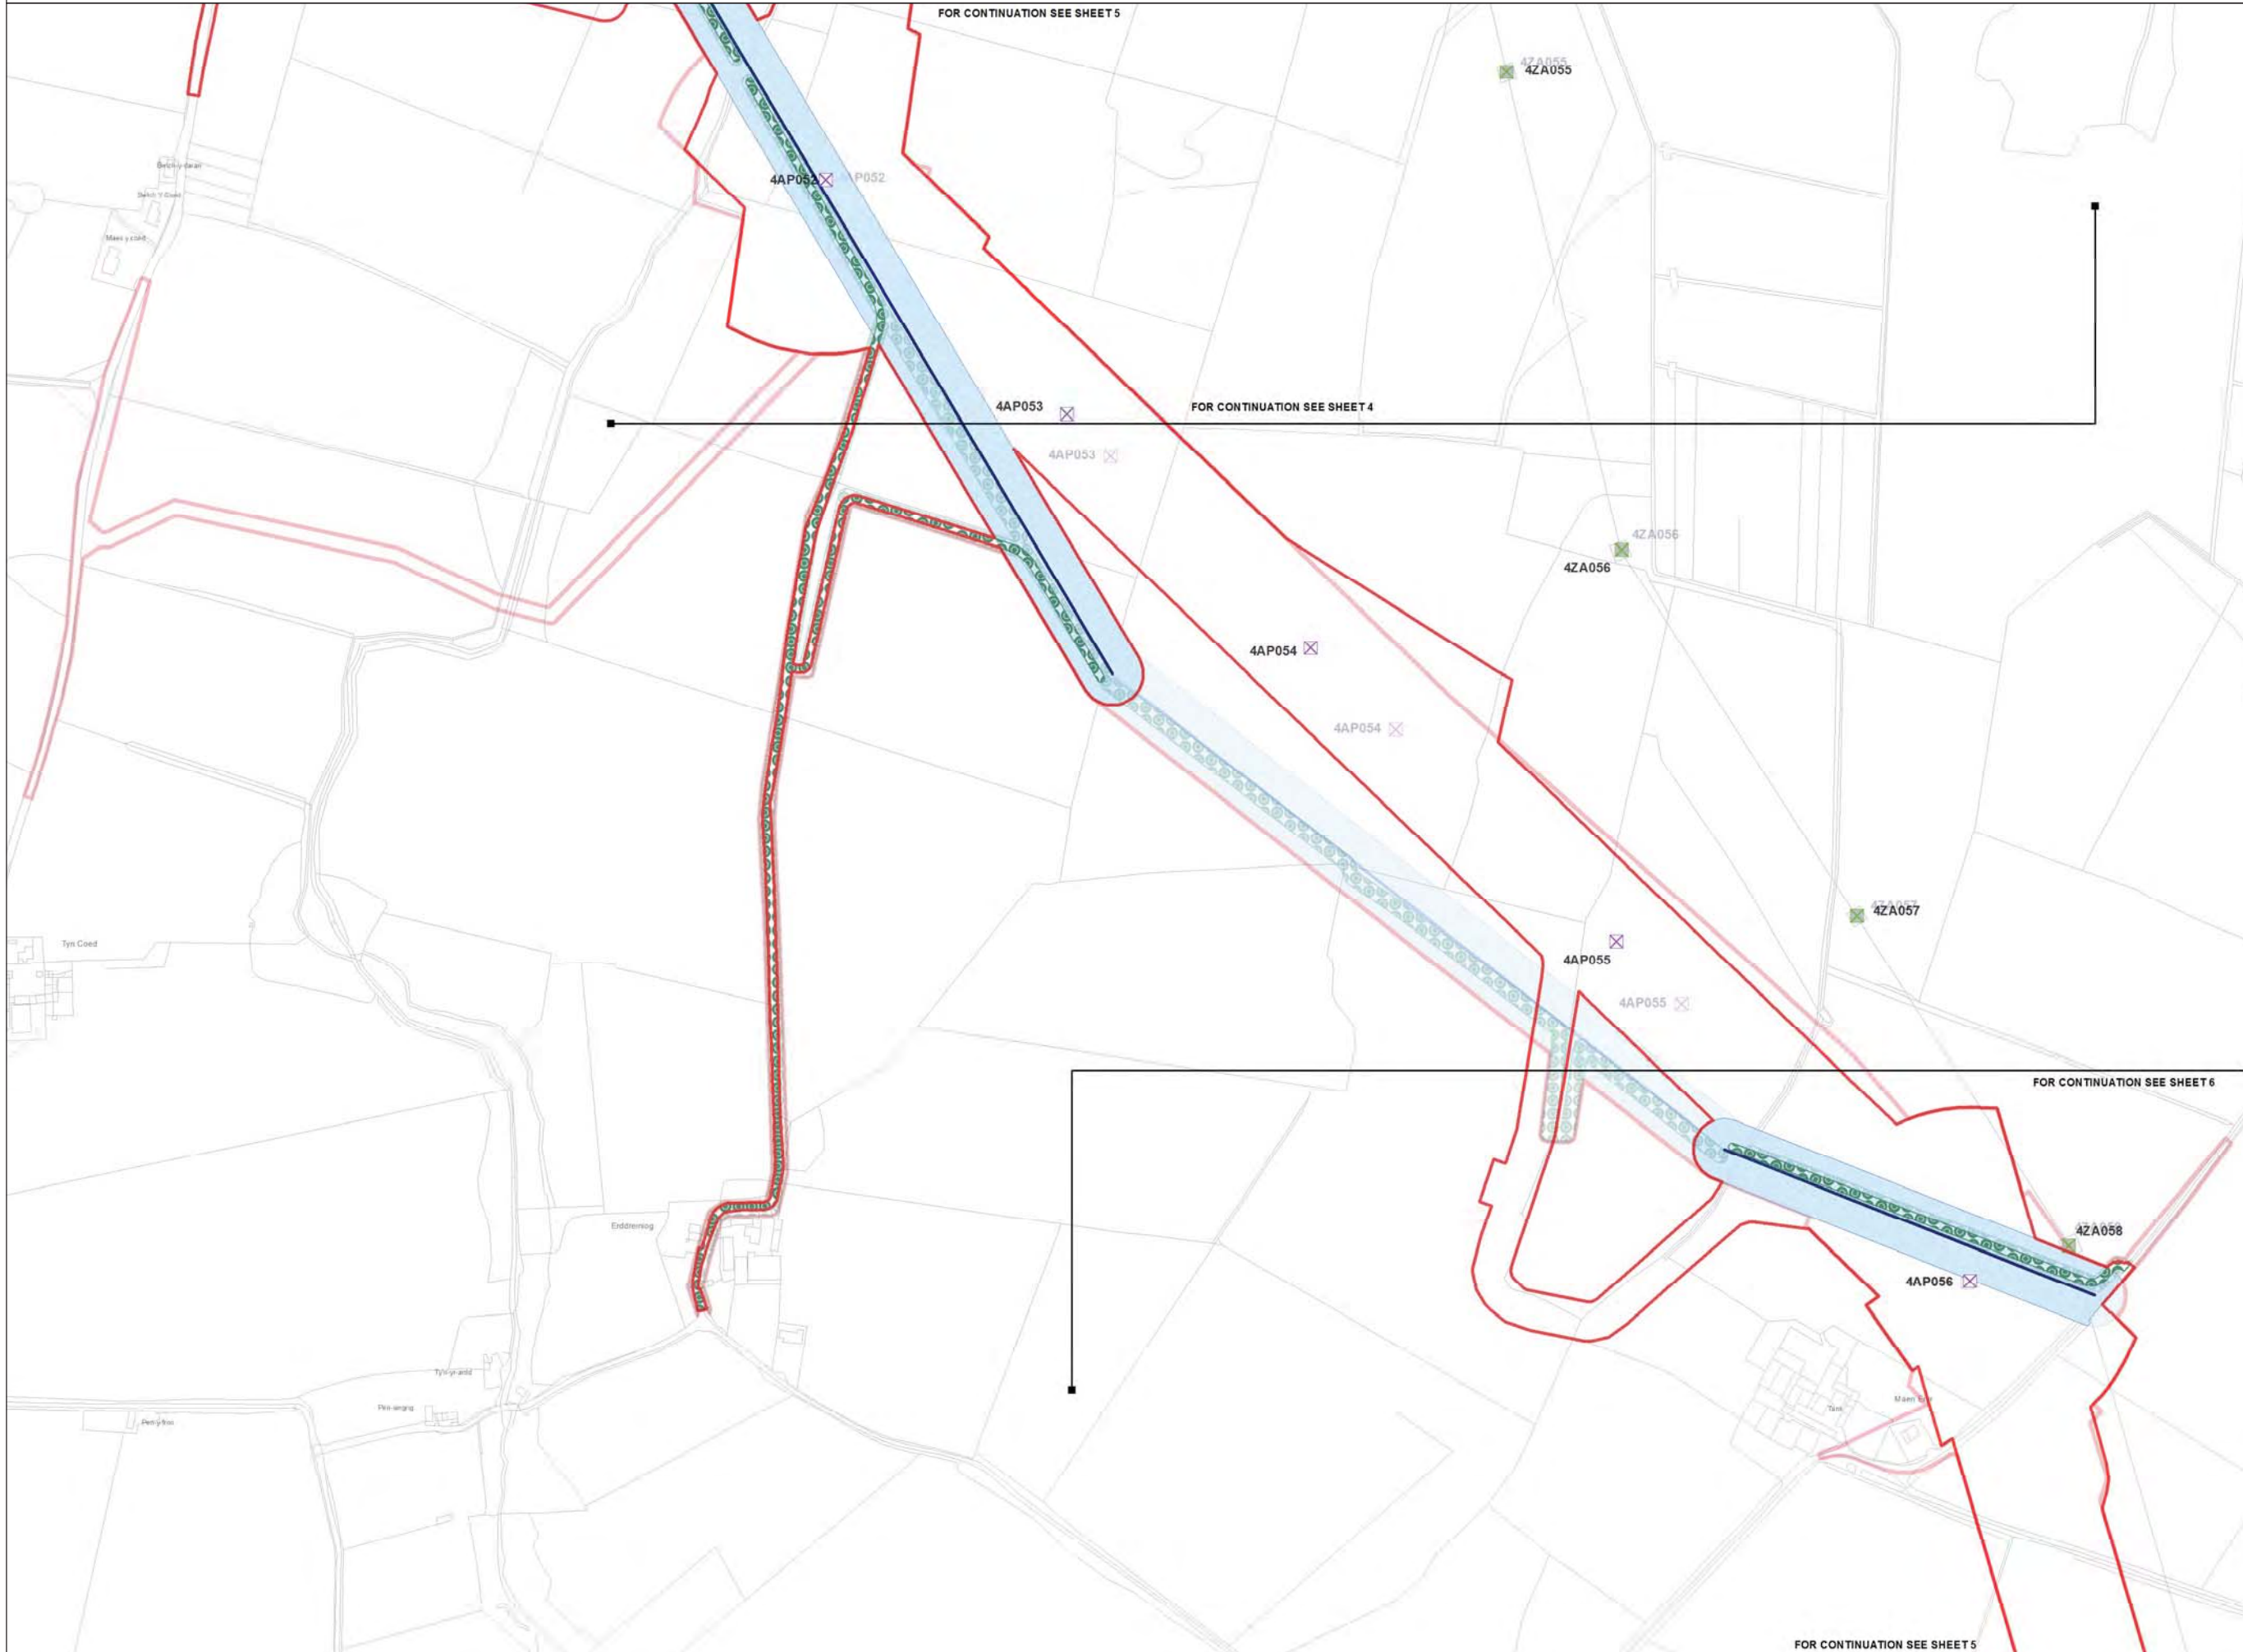 FOR CONTINUATION SEE SHEET 5
4ZA055
4ZA055
4AP052
Maes y coed
4AP053
FOR CONTINUATION SEE SHEET 4
4AP053
4ZA056
4ZA056
4AP054
4AP054
4ZA057
Tyn Coed
4AP055
4AP055
FOR CONTINUATION SEE SHEET 6
Erddreiniog
4ZA058
4AP056
Tank
FOR CONTINUATION SEE SHEET 5